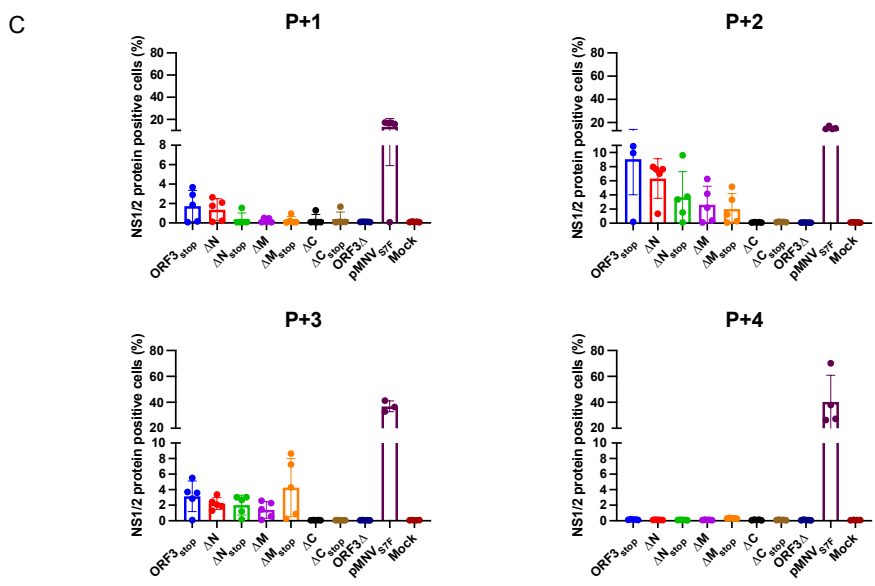 C
P+1
NS1/2 protein positive cells (%)
80
60
40
20
8
6
4
2
0
ORF3stop
ΔN
ΔNstop
ΔM
ΔMstop
ΔC
ΔCstop
ORF3Δ
pMNVS7F
Mock
P+2
NS1/2 protein positive cells (%)
80
60
40
20
10
8
6
4
2
0
ORF3stop
ΔN
ΔNstop
ΔM
ΔMstop
ΔC
ΔCstop
ORF3Δ
pMNVS7F
Mock
P+3
NS1/2 protein positive cells (%)
80
60
40
20
10
8
6
4
2
0
ORF3stop
ΔN
ΔNstop
ΔM
ΔMstop
ΔC
ΔCstop
ORF3Δ
pMNVS7F
Mock
P+4
NS1/2 protein positive cells (%)
80
60
40
20
10
8
6
4
2
0
ORF3stop
ΔN
ΔNstop
ΔM
ΔMstop
ΔC
ΔCstop
ORF3Δ
pMNVS7F
Mock